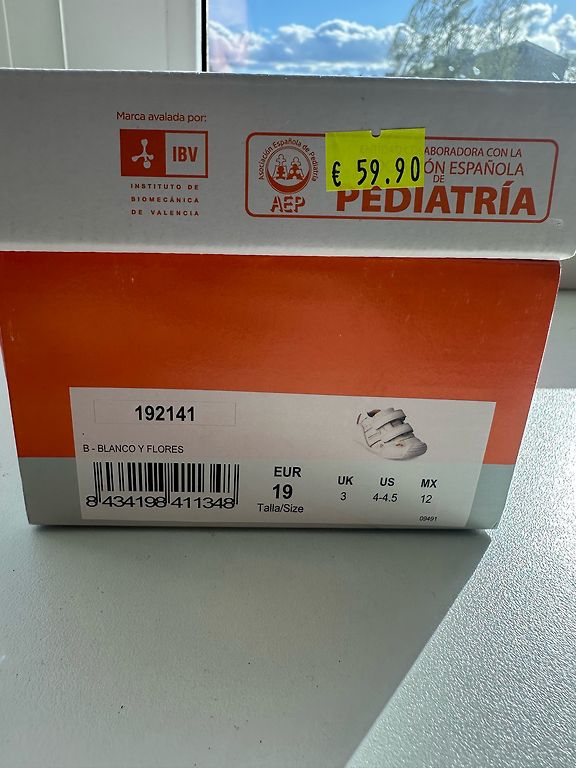 Marca avalada por:
IBV
INSTITUTO DE
BIOMECÁNICA
DE VALENCIA
Asociación Española de Pediatría
AEP
ABORADORA CON LA
ÓN ESPAÑOLA
DE
PEDIATRÍA
€ 59.90
192141
B - BLANCO Y FLORES
8 434198 411348
EUR
19
Talla/Size
UK
3
US
4-4.5
MX
12
09491